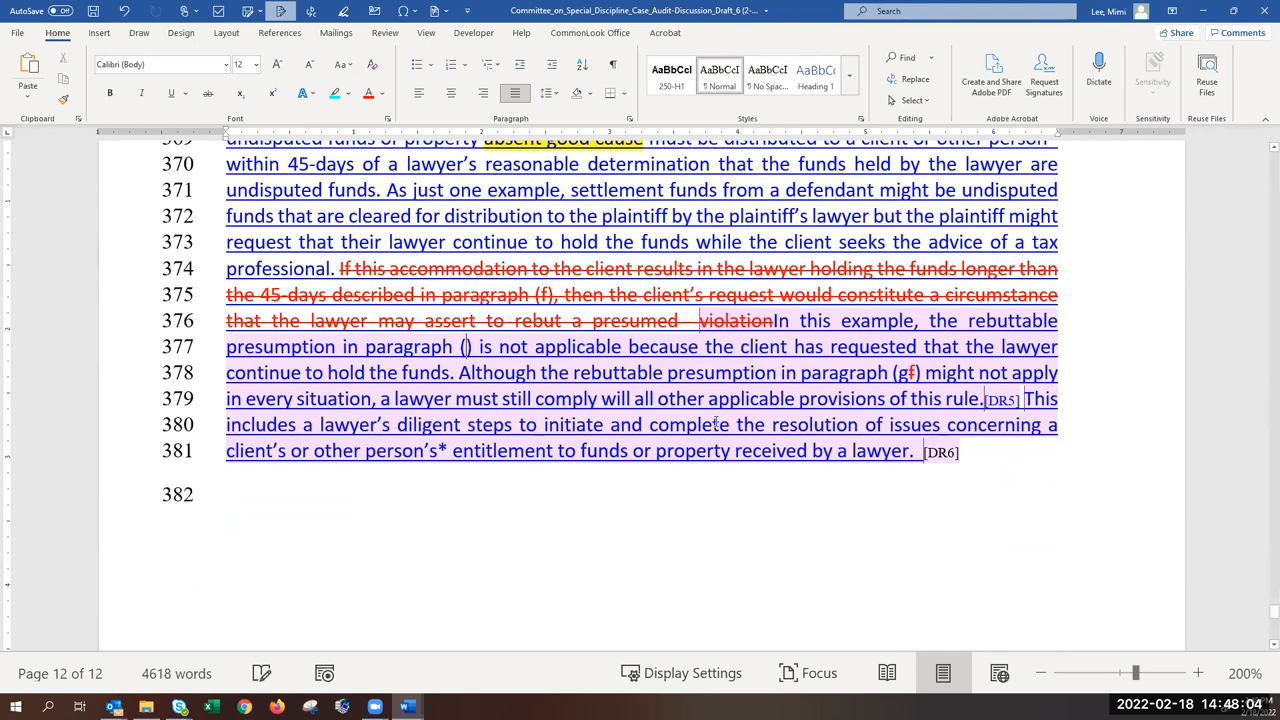 AutoSave Off
Committee_on_Special_Discipline_Case_Audit-Discussion_Draft_6 (2-...
Search
Lee, Mimi
File Home Insert Draw Design Layout References Mailings Review View Developer Help CommonLook Office Acrobat
Share Comments
Paste
Calibri (Body) 12
AaBbCcI AaBbCcI AaBbCcI AaBbCcI
250-H1 ¶ Normal ¶ No Spac... Heading 1
Find
Replace
Select
Create and Share Adobe PDF
Request Signatures
Dictate
Sensitivity
Reuse Files
Clipboard Font Paragraph Styles Editing Adobe Acrobat Voice Sensitivity Reuse Files
369 undisputed funds or property absent good cause must be distributed to a client or other person
370 within 45-days of a lawyer’s reasonable determination that the funds held by the lawyer are
371 undisputed funds. As just one example, settlement funds from a defendant might be undisputed
372 funds that are cleared for distribution to the plaintiff by the plaintiff’s lawyer but the plaintiff might
373 request that their lawyer continue to hold the funds while the client seeks the advice of a tax
374 professional. If this accommodation to the client results in the lawyer holding the funds longer than
375 the 45-days described in paragraph (f), then the client’s request would constitute a circumstance
376 that the lawyer may assert to rebut a presumed violationIn this example, the rebuttable
377 presumption in paragraph () is not applicable because the client has requested that the lawyer
378 continue to hold the funds. Although the rebuttable presumption in paragraph (gf) might not apply
379 in every situation, a lawyer must still comply will all other applicable provisions of this rule.[DR5] This
380 includes a lawyer’s diligent steps to initiate and complete the resolution of issues concerning a
381 client’s or other person’s* entitlement to funds or property received by a lawyer. [DR6]
382
Page 12 of 12 4618 words Display Settings Focus 200%
2022-02-18 14:48:04